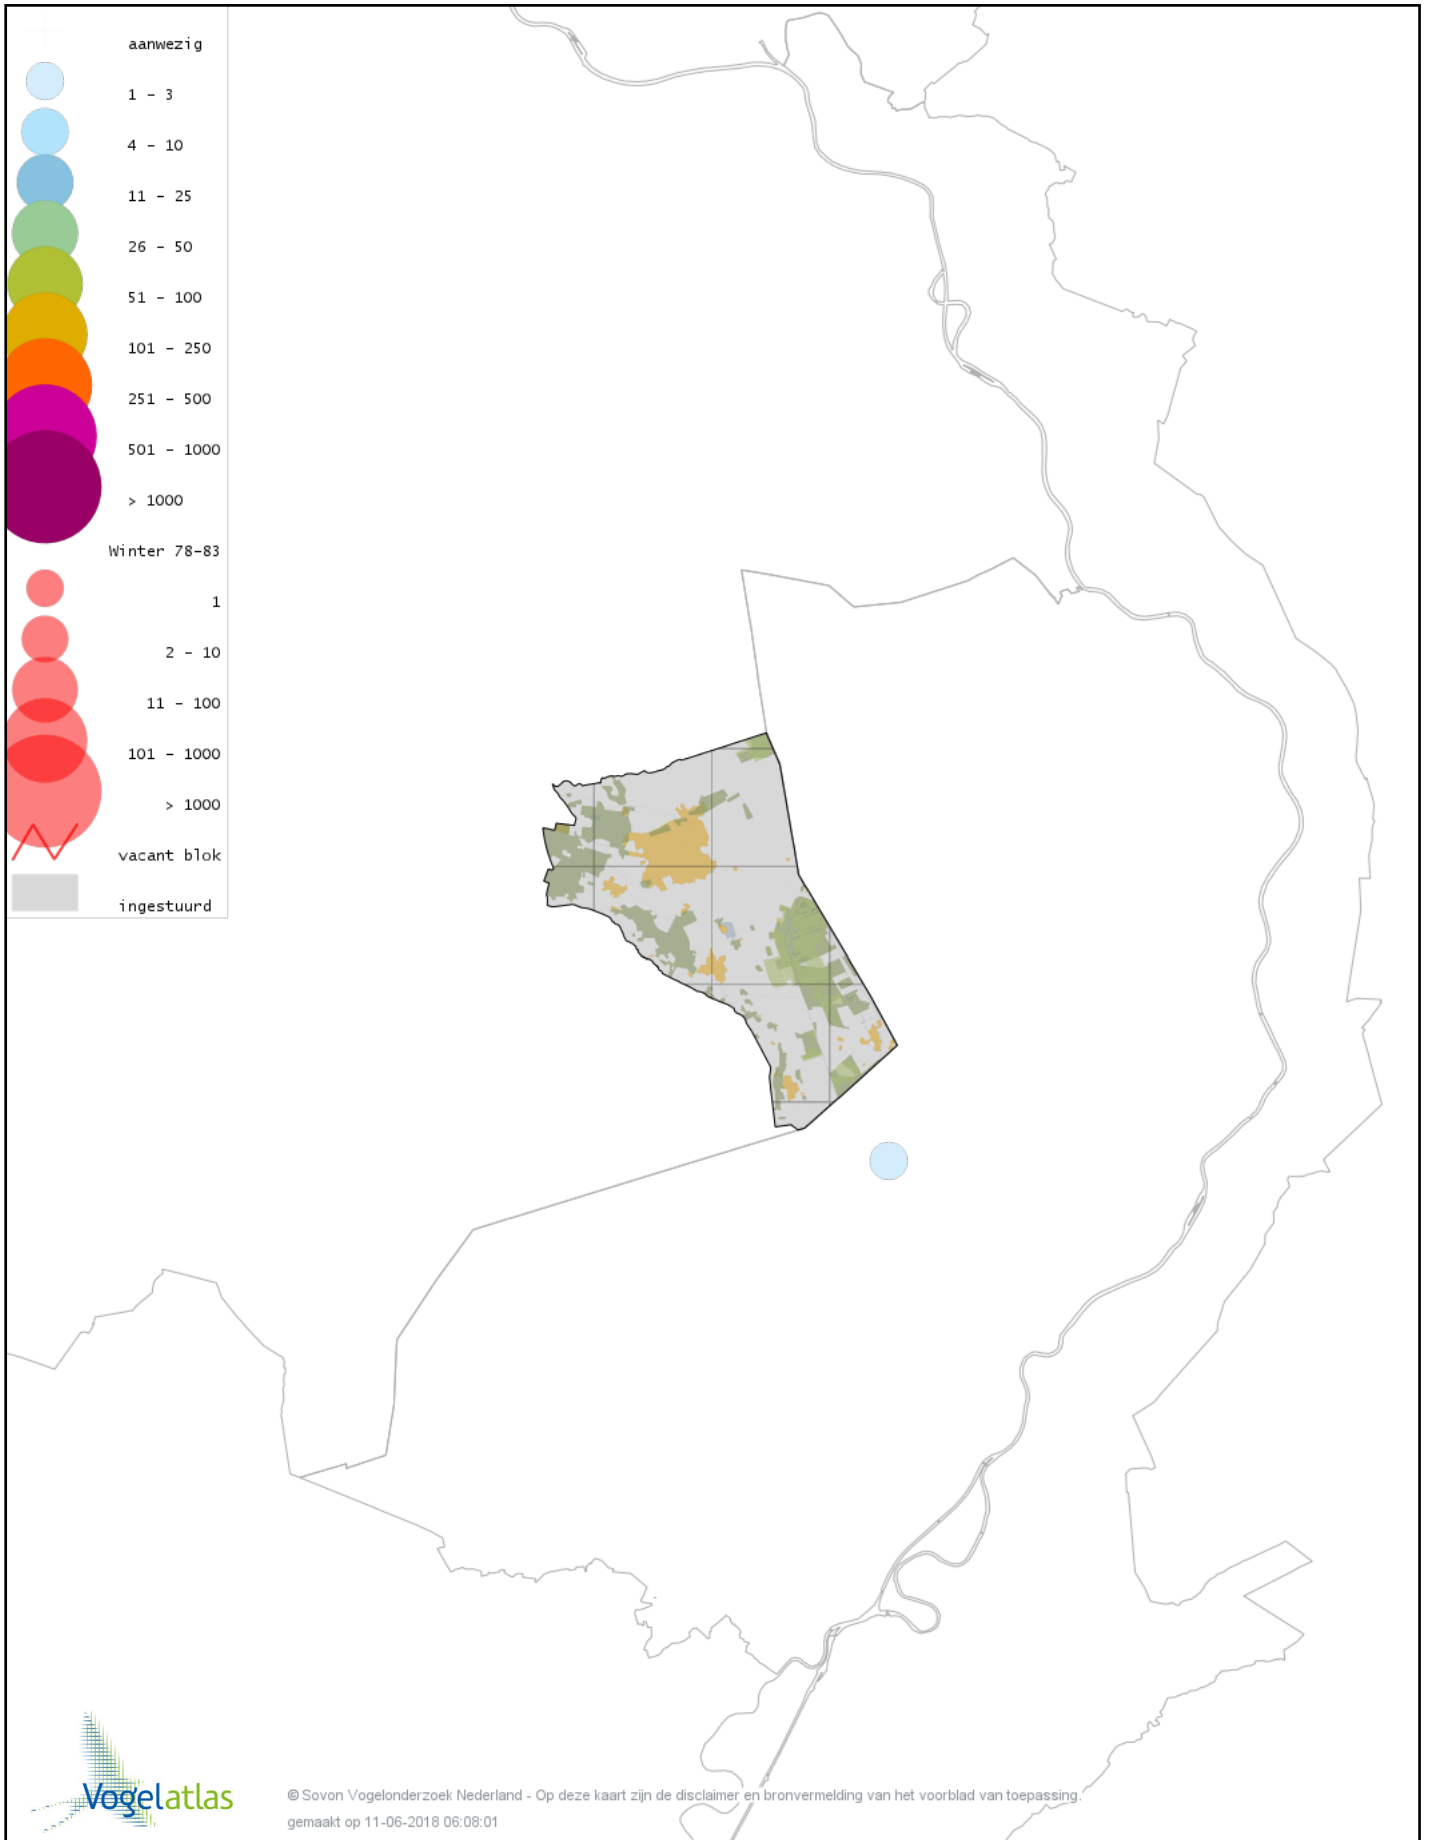 aanwezig
1 - 3
4 - 10
11 - 25
26 - 50
51 - 100
101 - 250
251 - 500
501 - 1000
> 1000
Winter 78-83
1
2 - 10
11 - 100
101 - 1000
> 1000
vacant blok
ingestuurd
Vogelatlas
© Sovon Vogelonderzoek Nederland - Op deze kaart zijn de disclaimer en bronvermelding van het voorblad van toepassing.
gemaakt op 11-06-2018 06:08:01